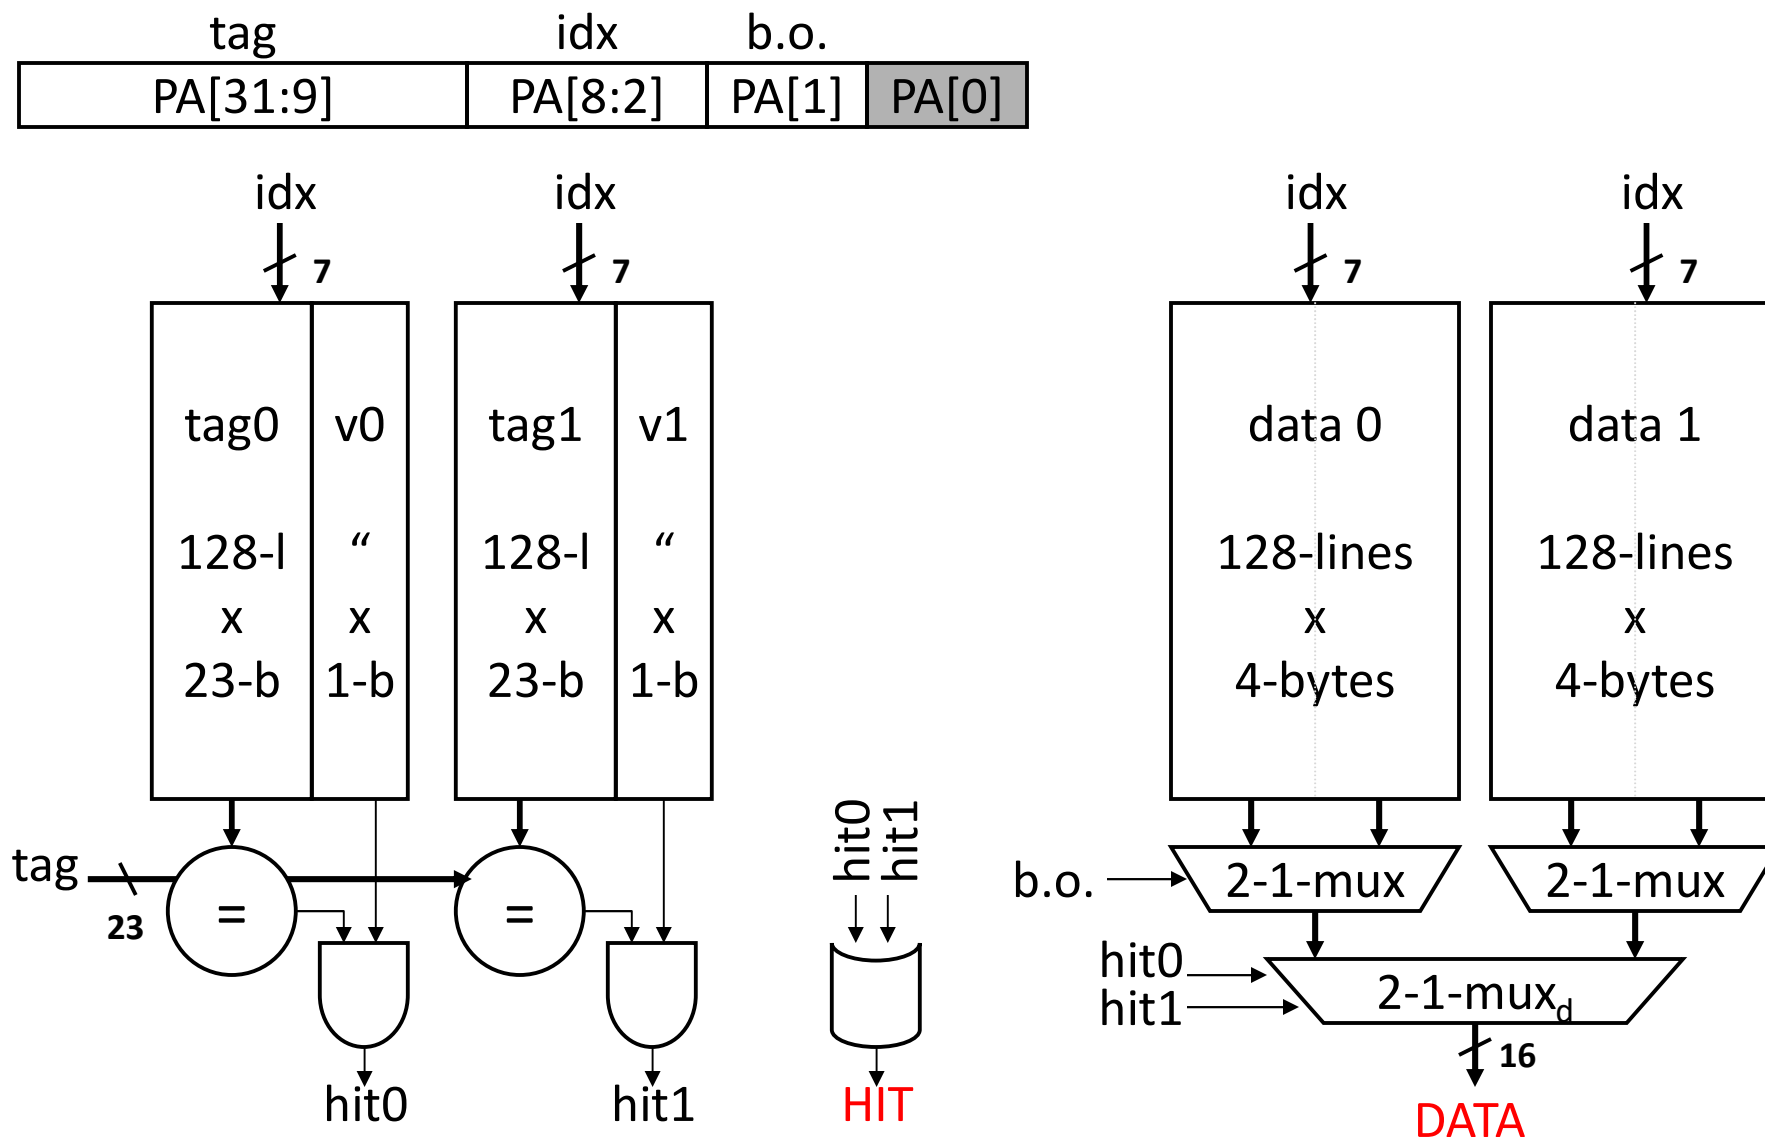 tag idx b.o.
PA[31:9] PA[8:2] PA[1] PA[0]
idx idx idx idx
7 7 7 7
tag0 v0 tag1 v1 data 0 data 1
128-l “ 128-l “ 128-lines 128-lines
x x x x x x
23-b 1-b 23-b 1-b 4-bytes 4-bytes
hit0 hit1
tag = = b.o. 2-1-mux 2-1-mux
23
hit0 2-1-muxd
hit1
16
hit0 hit1 HIT DATA